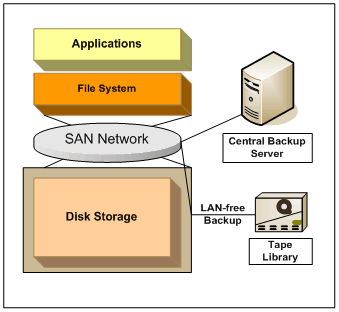 Applications
File System
SAN Network
Central Backup
Server
Disk Storage
LAN-free
Backup
Tape
Library